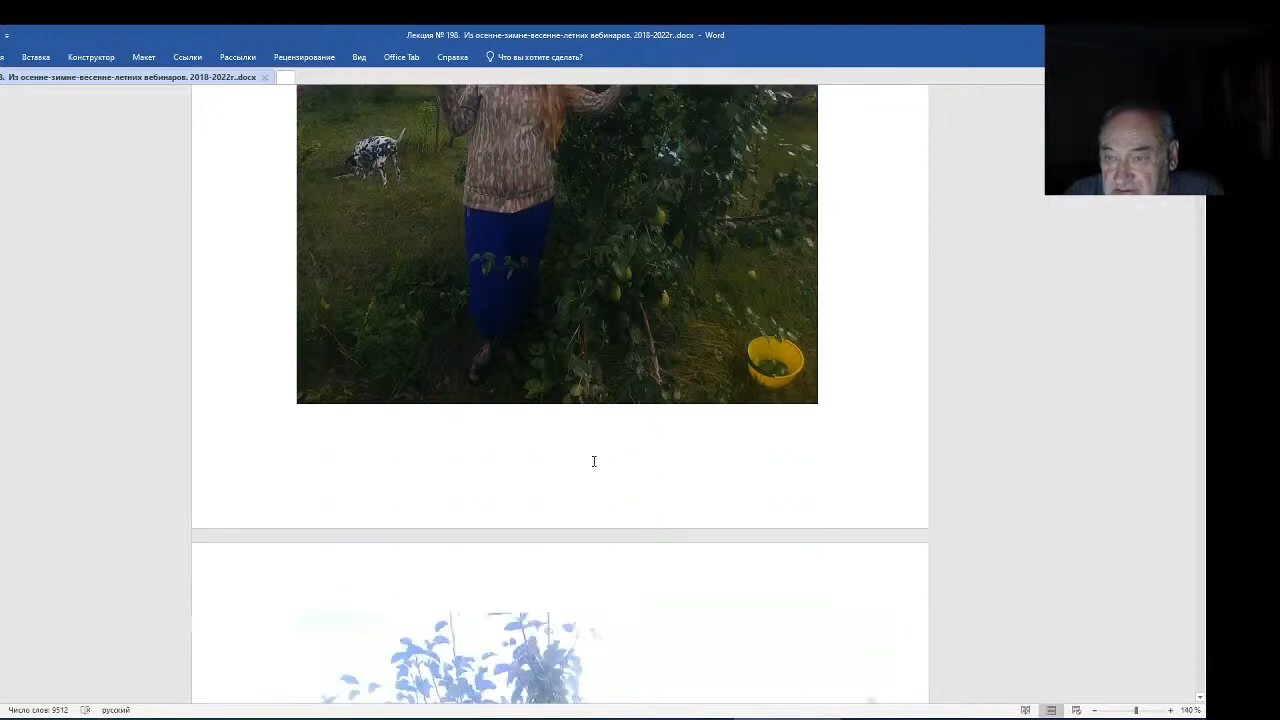 Лекция № 198. Из осенне-зимне-весенне-летних вебинаров. 2018-2022г..docx - Word
Вставка Конструктор Макет Ссылки Рассылки Рецензирование Вид Office Tab Справка Что вы хотите сделать?
8. Из осенне-зимне-весенне-летних вебинаров. 2018-2022г..docx
Число слов: 9512 русский 140 %